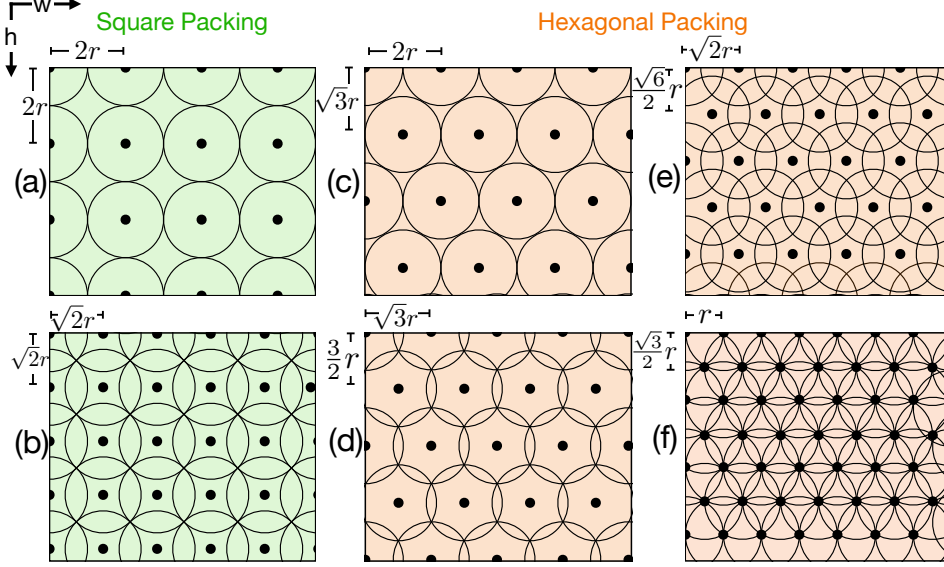 w
h
Square Packing
Hexagonal Packing
2r
2r
(a)
2r
√3r
(c)
√2r
√6/2 r
(e)
√2r
√2r
(b)
√3r
3/2 r
(d)
r
√3/2 r
(f)